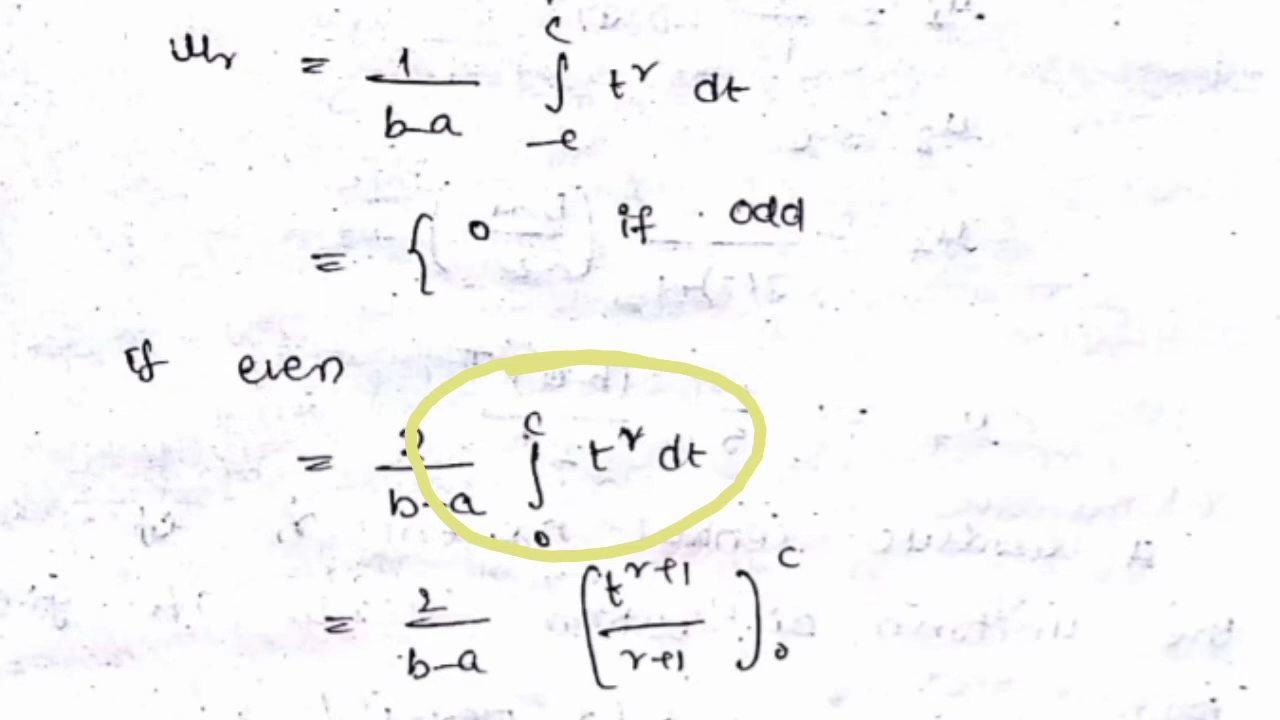 μr = 1/(b-a) ∫_{-c}^{c} t^r dt
= { 0 if odd
If even
= 2/(b-a) ∫_0^c t^r dt
= 2/(b-a) [t^{r+1}/(r+1)]_0^c